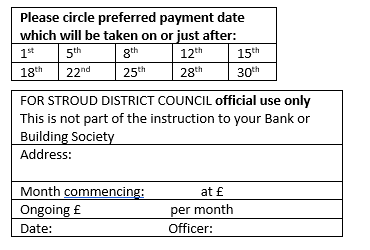 Please circle preferred payment date
which will be taken on or just after:
1st 5th 8th 12th 15th
18th 22nd 25th 28th 30th
FOR STROUD DISTRICT COUNCIL official use only
This is not part of the instruction to your Bank or
Building Society
Address:
Month commencing: at £
Ongoing £ per month
Date: Officer: